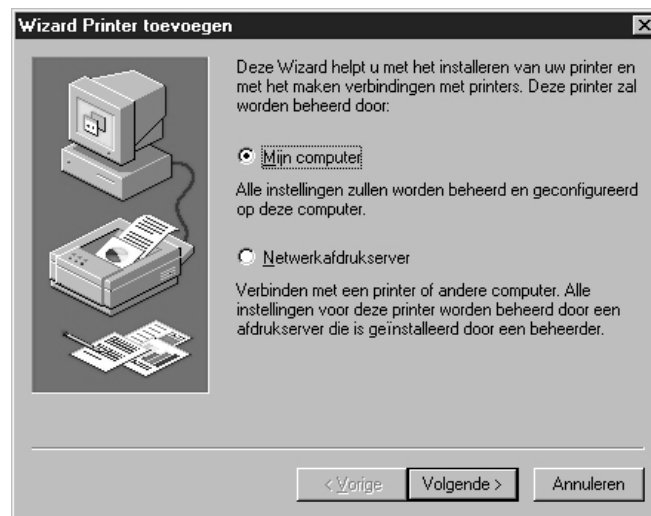 Wizard Printer toevoegen
Deze Wizard helpt u met het installeren van uw printer en
met het maken verbindingen met printers. Deze printer zal
worden beheerd door:
Mijn computer
Alle instellingen zullen worden beheerd en geconfigureerd
op deze computer.
Netwerkafdrukserver
Verbinden met een printer of andere computer. Alle
instellingen voor deze printer worden beheerd door een
afdrukserver die is geïnstalleerd door een beheerder.
< Vorige
Volgende >
Annuleren